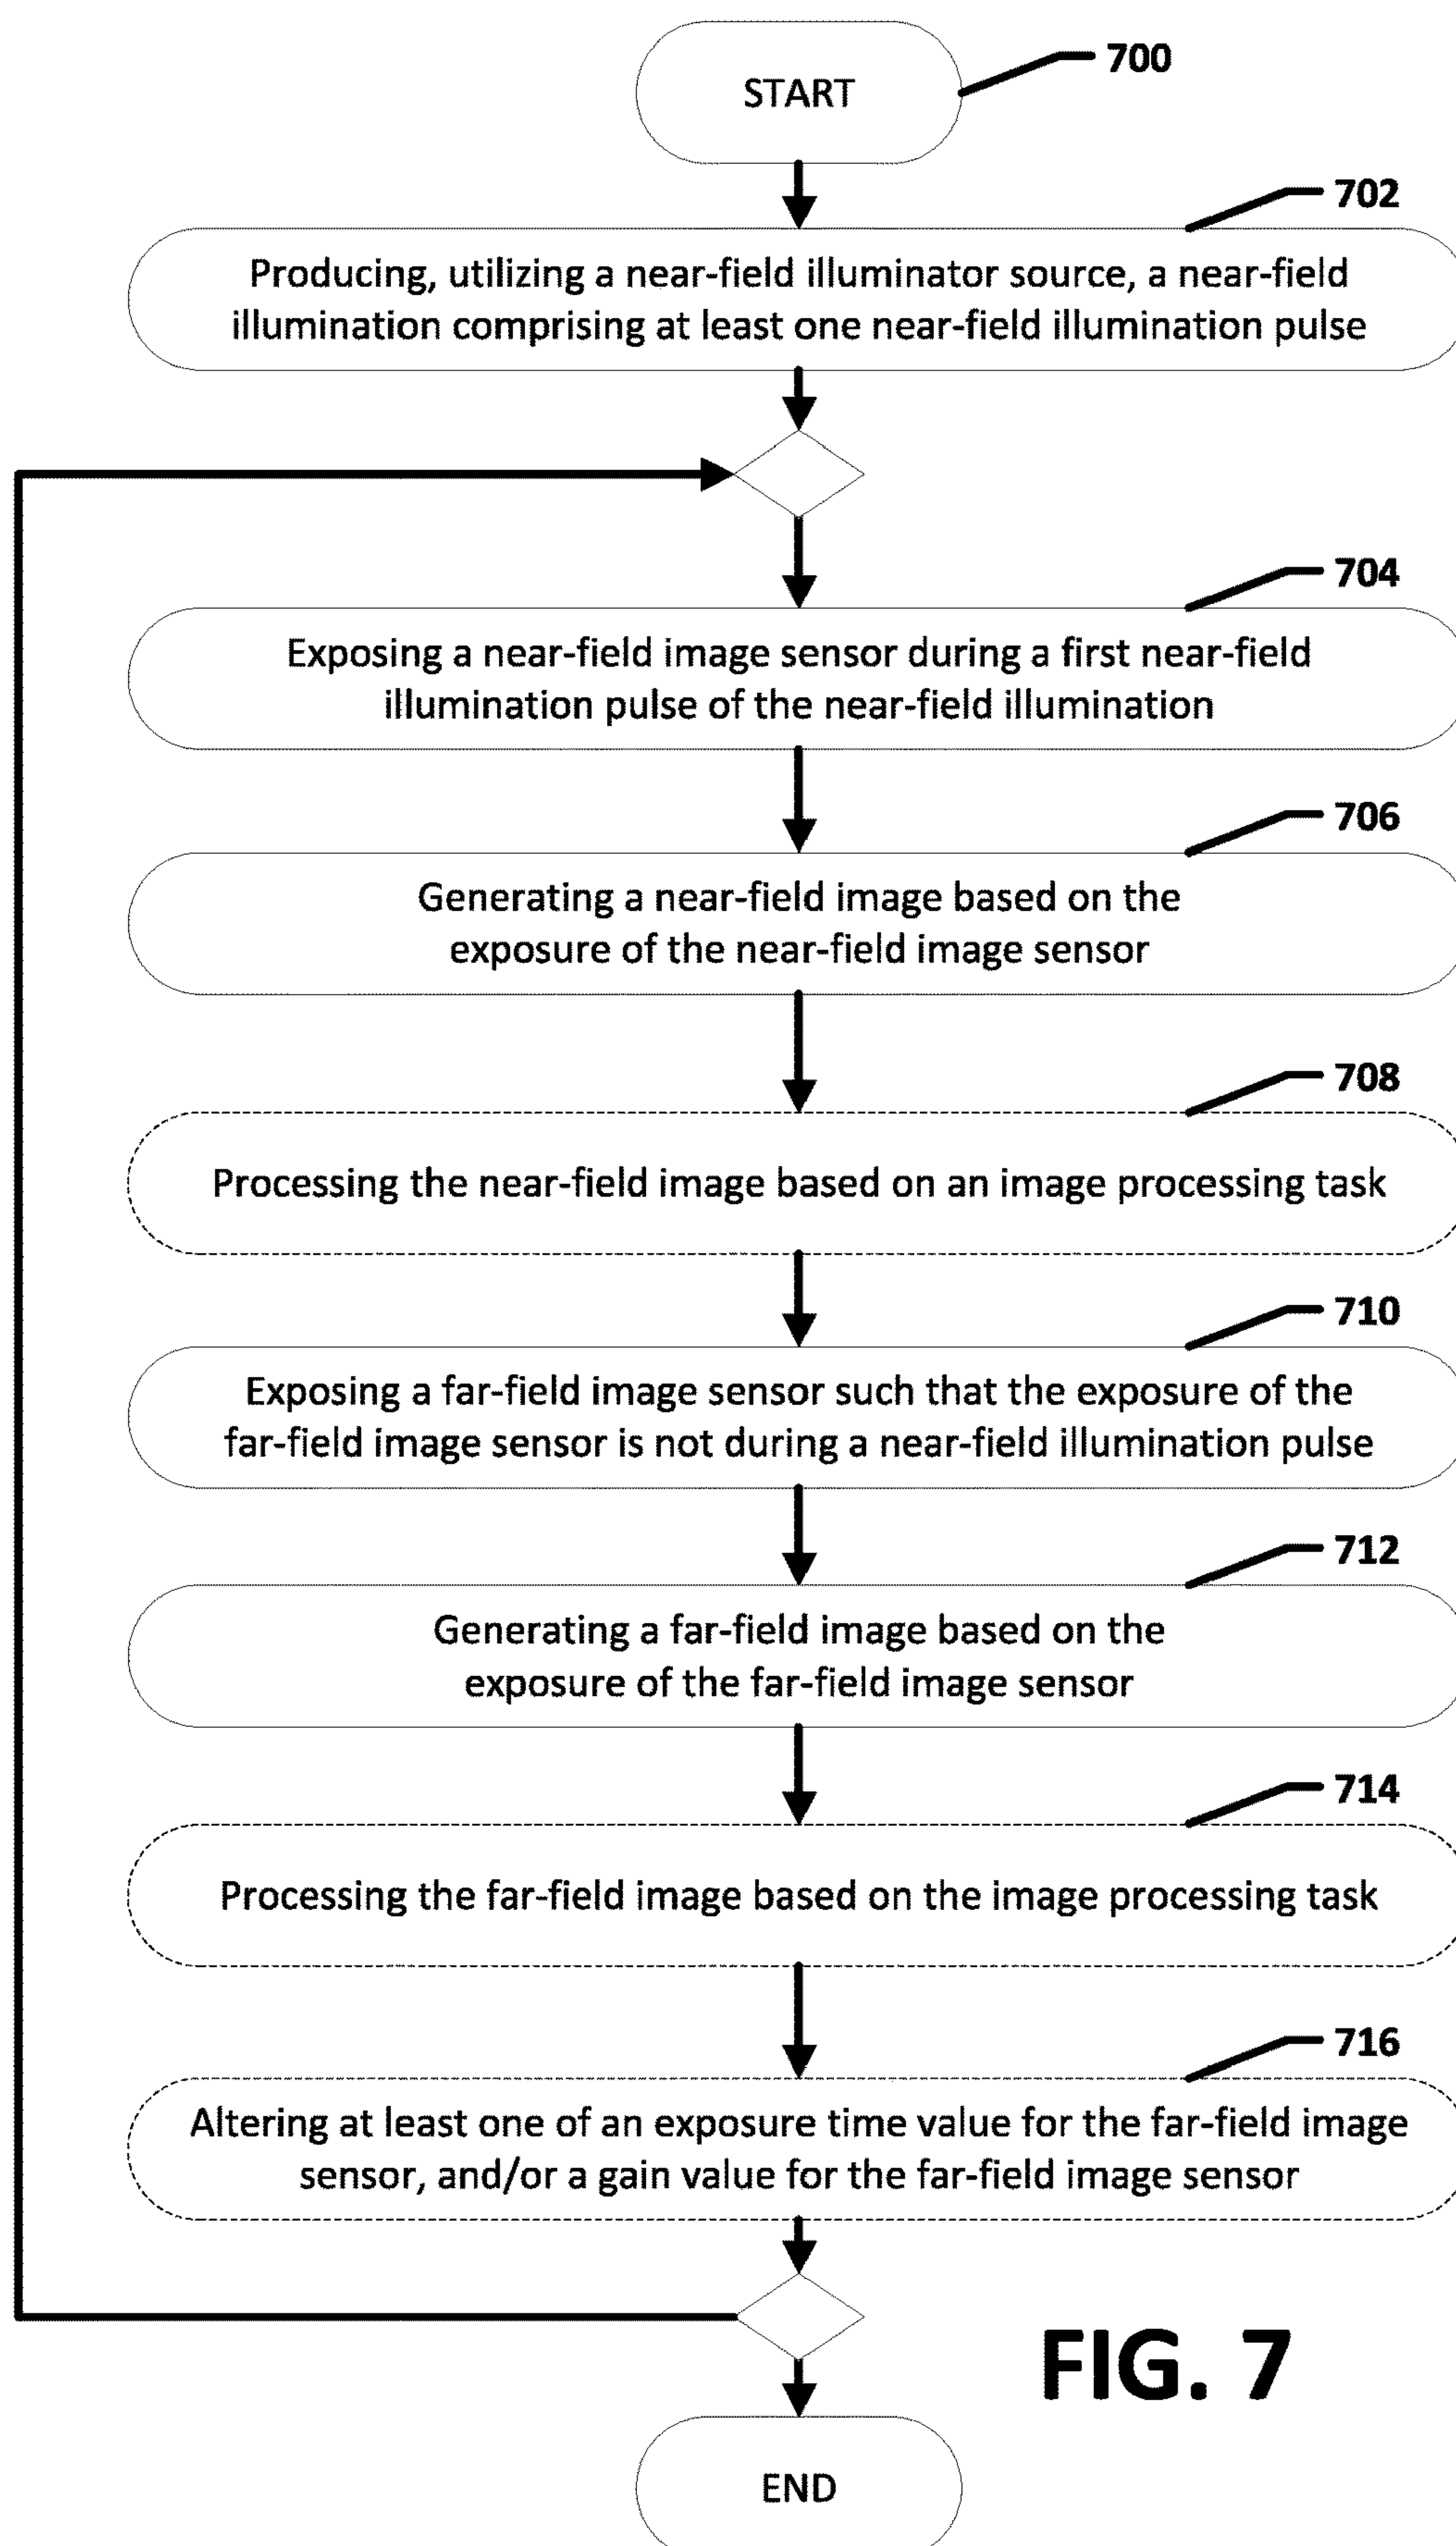 700
START
702
Producing, utilizing a near-field illuminator source, a near-field
illumination comprising at least one near-field illumination pulse
704
Exposing a near-field image sensor during a first near-field
illumination pulse of the near-field illumination
706
Generating a near-field image based on the
exposure of the near-field image sensor
708
Processing the near-field image based on an image processing task
710
Exposing a far-field image sensor such that the exposure of the
far-field image sensor is not during a near-field illumination pulse
712
Generating a far-field image based on the
exposure of the far-field image sensor
714
Processing the far-field image based on the image processing task
716
Altering at least one of an exposure time value for the far-field image
sensor, and/or a gain value for the far-field image sensor
FIG. 7
END